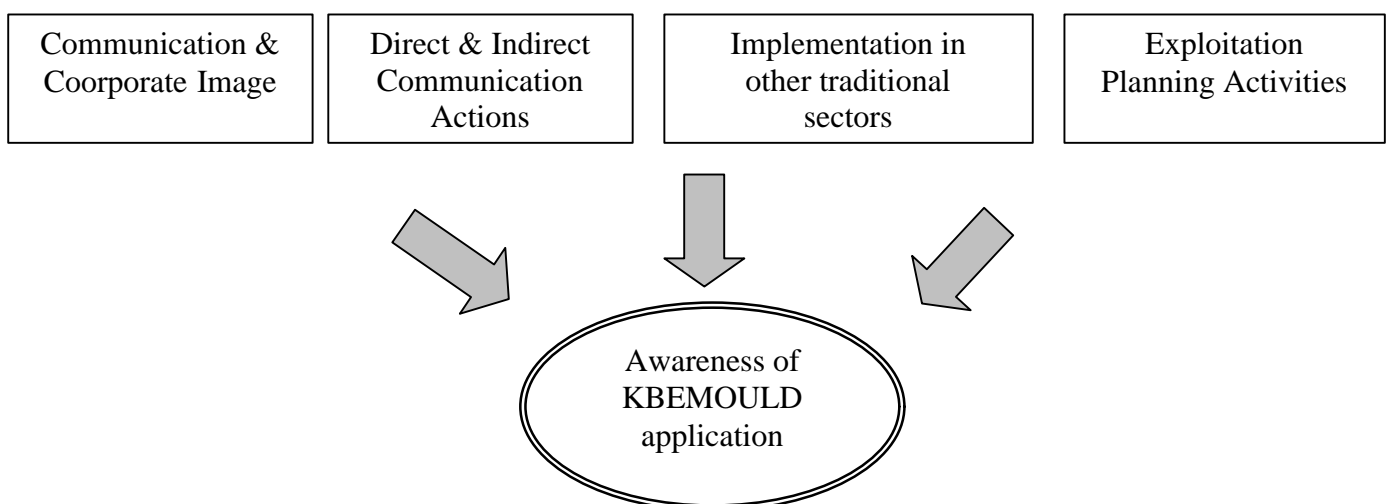 Communication &
Coorporate Image
Direct & Indirect
Communication
Actions
Implementation in
other traditional
sectors
Exploitation
Planning Activities
Awareness of
KBEMOULD
application